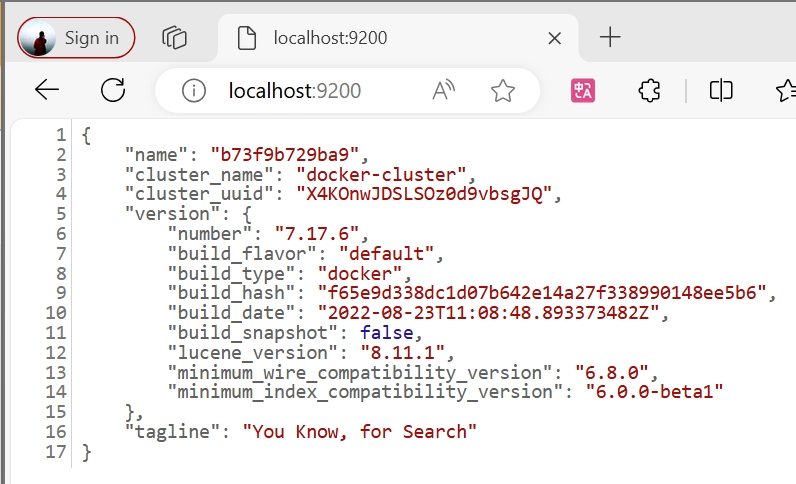 Sign in
localhost:9200
localhost:9200
1 {
2 "name": "b73f9b729ba9",
3 "cluster_name": "docker-cluster",
4 "cluster_uuid": "X4KOnwJDSLSOz0d9vbsgJQ",
5 "version": {
6 "number": "7.17.6",
7 "build_flavor": "default",
8 "build_type": "docker",
9 "build_hash": "f65e9d338dc1d07b642e14a27f338990148ee5b6",
10 "build_date": "2022-08-23T11:08:48.893373482Z",
11 "build_snapshot": false,
12 "lucene_version": "8.11.1",
13 "minimum_wire_compatibility_version": "6.8.0",
14 "minimum_index_compatibility_version": "6.0.0-beta1"
15 },
16 "tagline": "You Know, for Search"
17 }